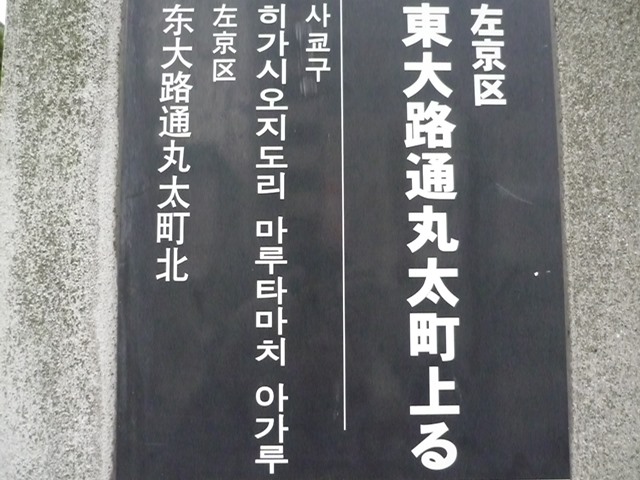 左京区
東大路通丸太町上る
사쿄구
히가시오지도리 마루타마치 아가루
左京区
东大路通丸太町北